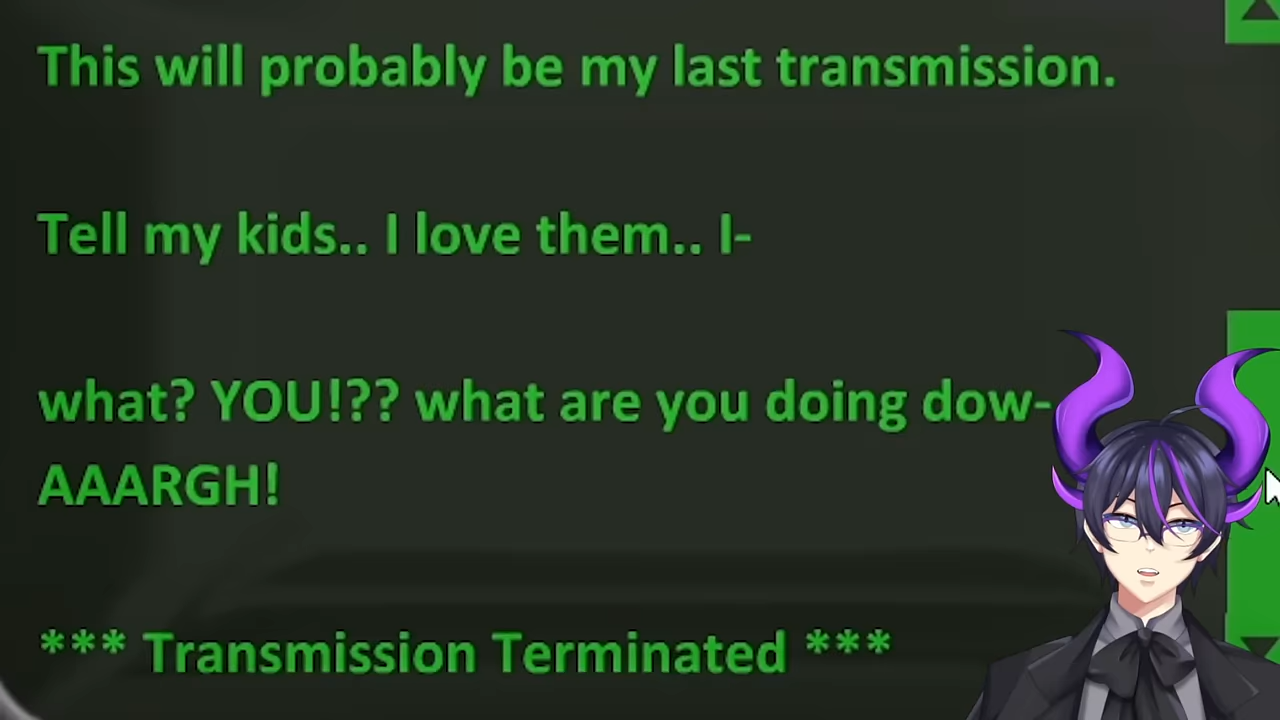 This will probably be my last transmission.
Tell my kids.. I love them.. I-
what? YOU!?? what are you doing dow-
AAARGH!
*** Transmission Terminated ***